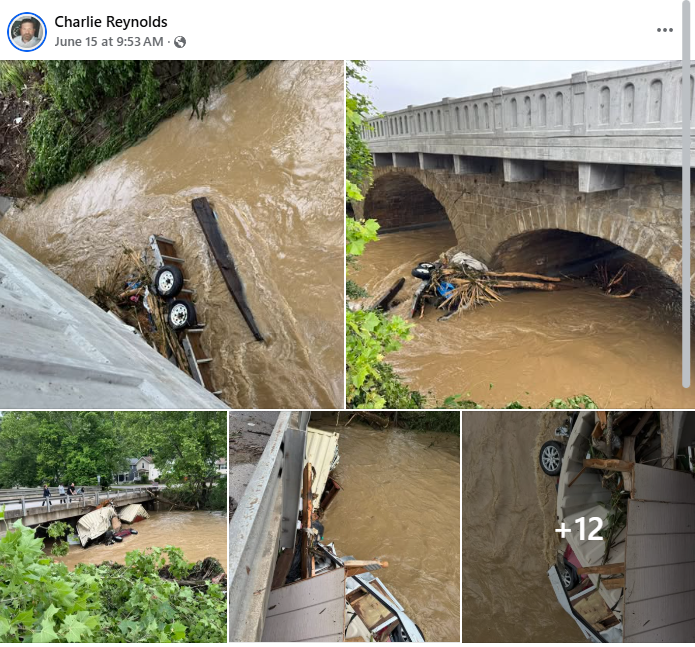 Charlie Reynolds
June 15 at 9:53 AM ·
+12